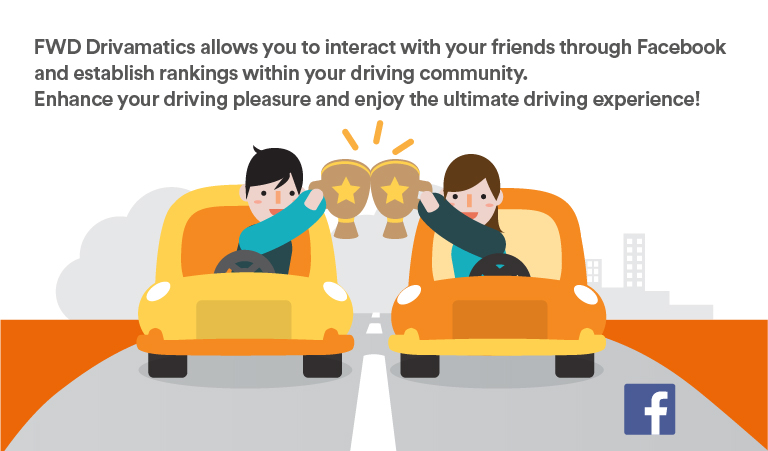 FWD Drivamatics allows you to interact with your friends through Facebook
and establish rankings within your driving community.
Enhance your driving pleasure and enjoy the ultimate driving experience!
f